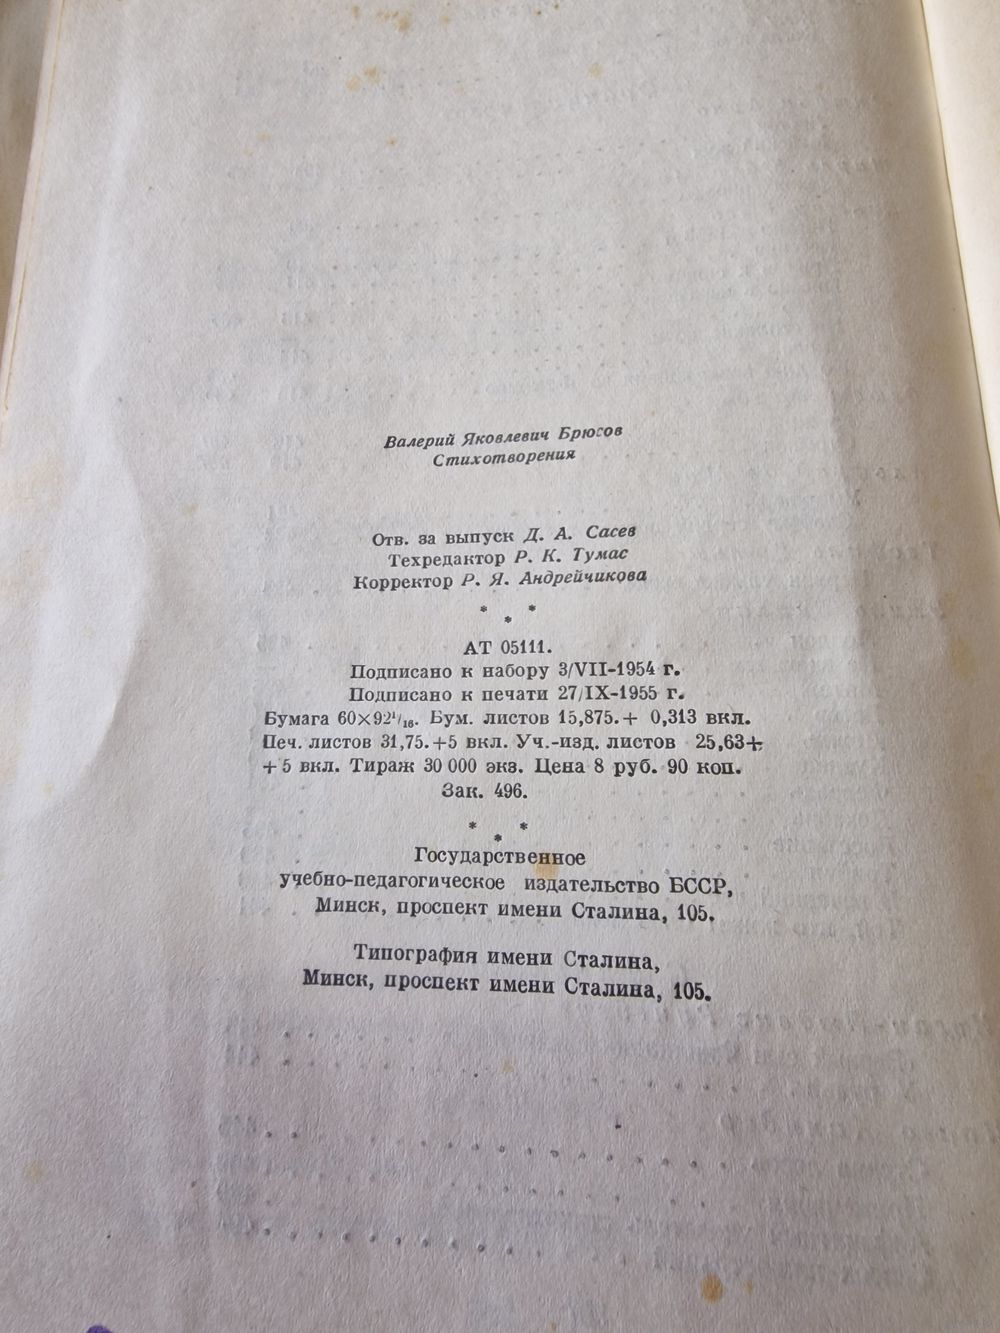 Валерий Яковлевич Брюсов
Стихотворения
Отв. за выпуск Д. А. Сасев
Техредактор Р. К. Тумас
Корректор Р. Я. Андрейчикова
* * *
АТ 05111.
Подписано к набору 3/VII-1954 г.
Подписано к печати 27/IX-1955 г.
Бумага 60×92¹/₁₆. Бум. листов 15,875.+ 0,313 вкл.
Печ. листов 31,75.+5 вкл. Уч.-изд. листов 25,63+
+5 вкл. Тираж 30 000 экз. Цена 8 руб. 90 коп.
Зак. 496.
* * *
Государственное
учебно-педагогическое издательство БССР,
Минск, проспект имени Сталина, 105.
Типография имени Сталина,
Минск, проспект имени Сталина, 105.